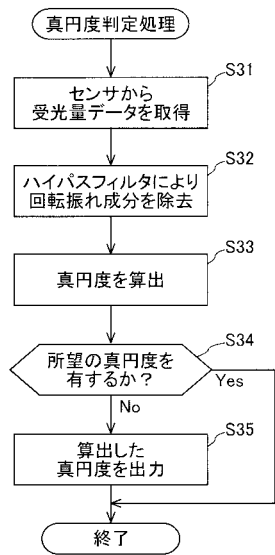 真円度判定処理
S31
センサから
受光量データを取得
S32
ハイパスフィルタにより
回転振れ成分を除去
S33
真円度を算出
S34
所望の真円度を
有するか？
Yes
No
S35
算出した
真円度を出力
終了